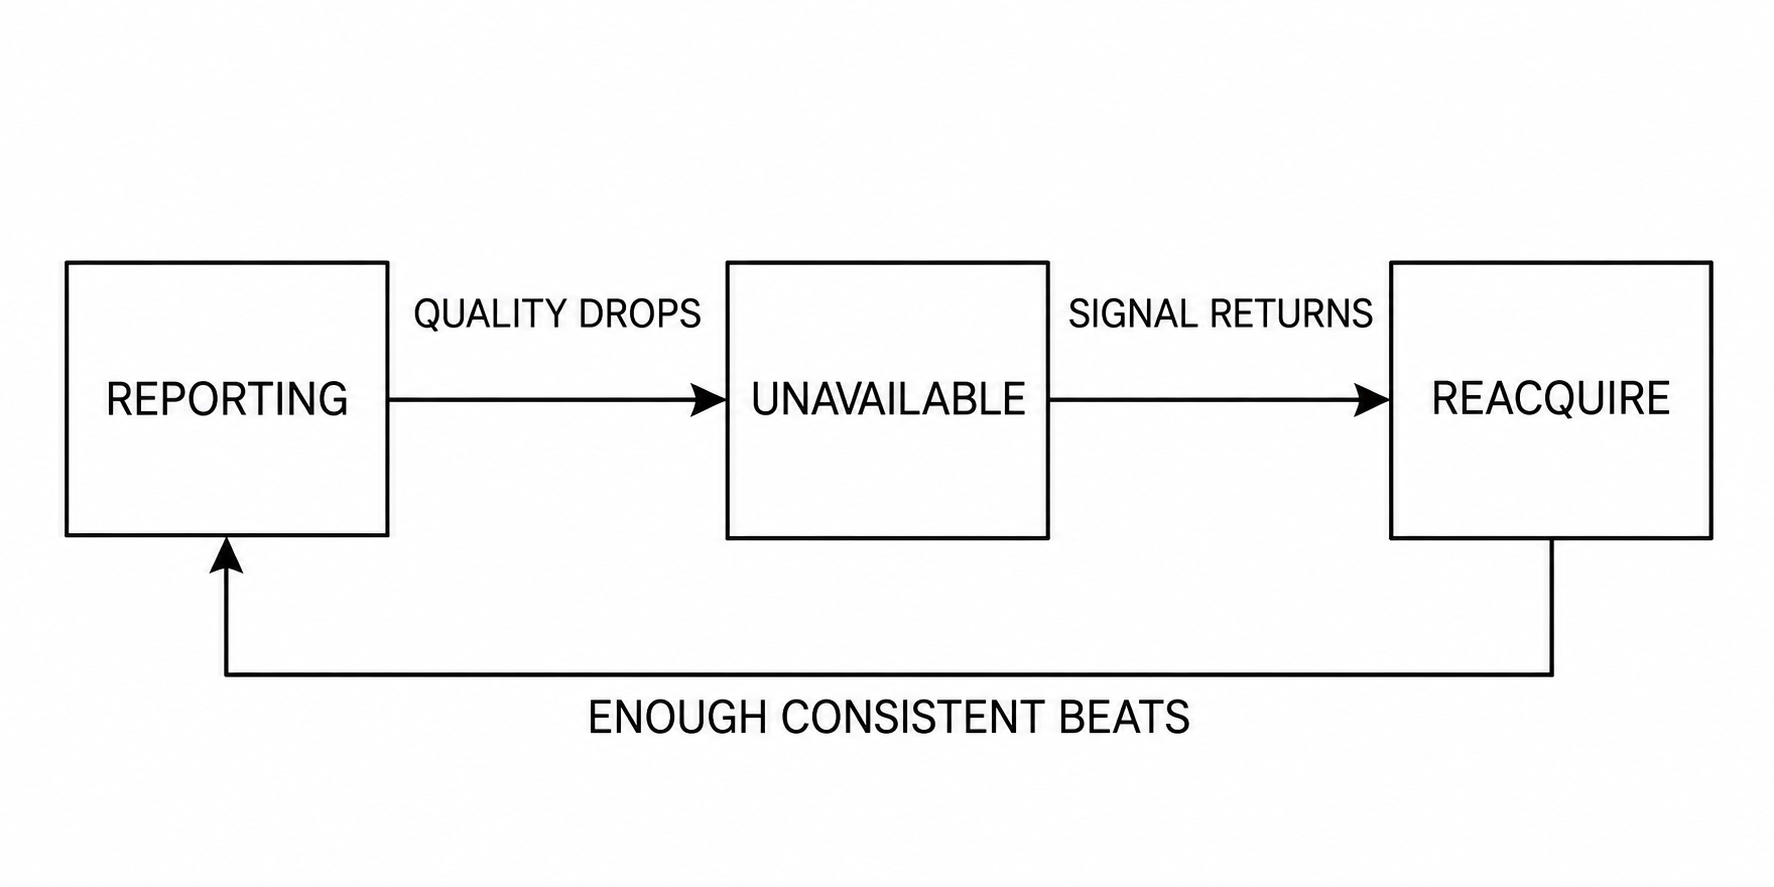 QUALITY DROPS
SIGNAL RETURNS
REPORTING
UNAVAILABLE
REACQUIRE
ENOUGH CONSISTENT BEATS